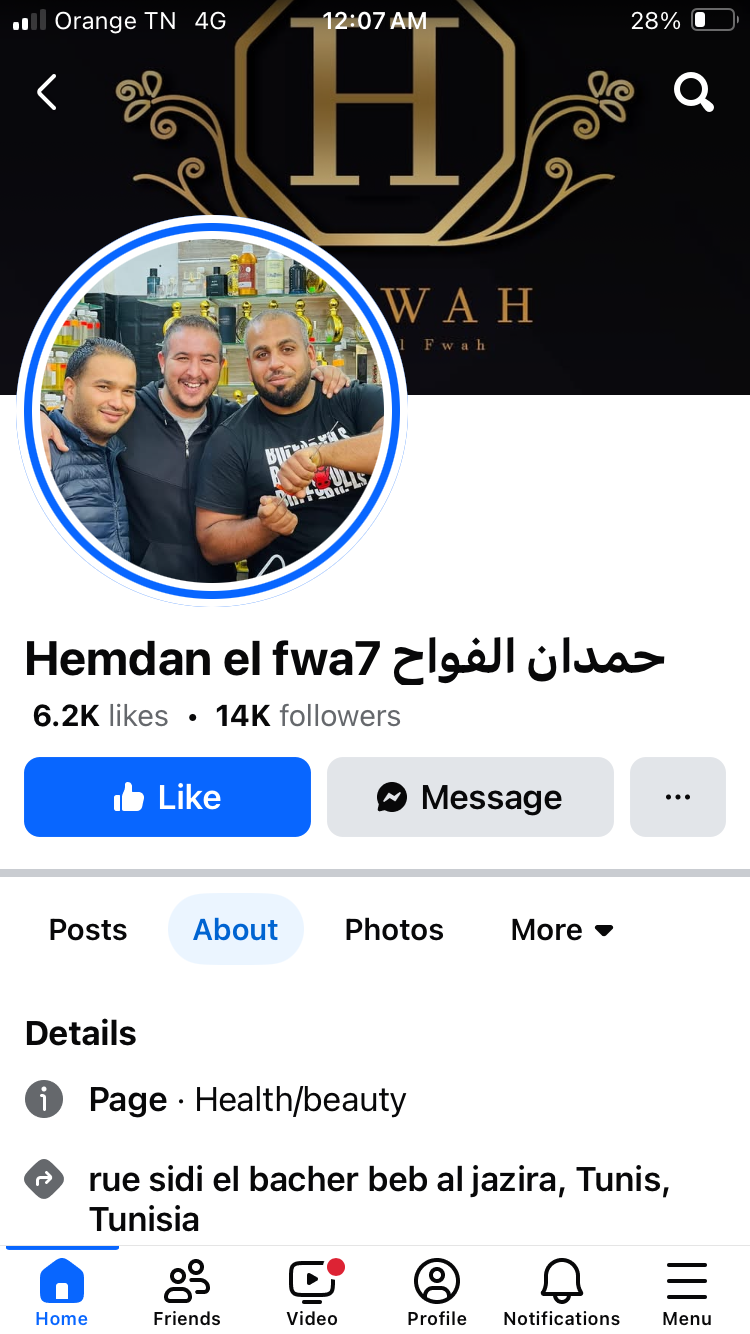 Orange TN 4G 12:07 AM 28%
H
WAH
l Fwah
Hemdan el fwa7 حمدان الفواح
6.2K likes • 14K followers
Like Message ...
Posts About Photos More
Details
Page · Health/beauty
rue sidi el bacher beb al jazira, Tunis,
Tunisia
Home Friends Video Profile Notifications Menu